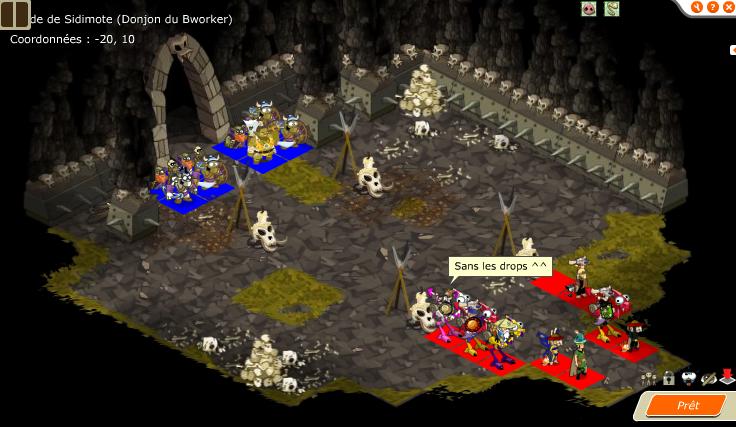 de de Sidimote (Donjon du Bworker)
Coordonnées : -20, 10
Sans les drops ^^
Prêt